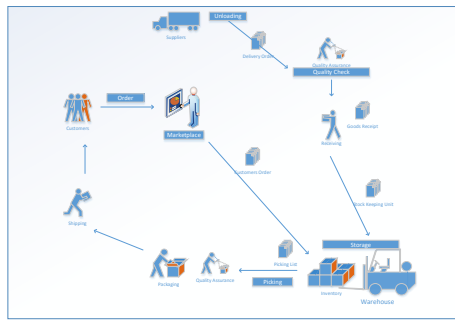 Unloading
Suppliers
Delivery Order
Quality Assurance
Quality Check
Order
Customers
Marketplace
Goods Receipt
Receiving
Customers Order
Stock Keeping Unit
Shipping
Storage
Picking List
Packaging
Quality Assurance
Picking
Inventory
Warehouse